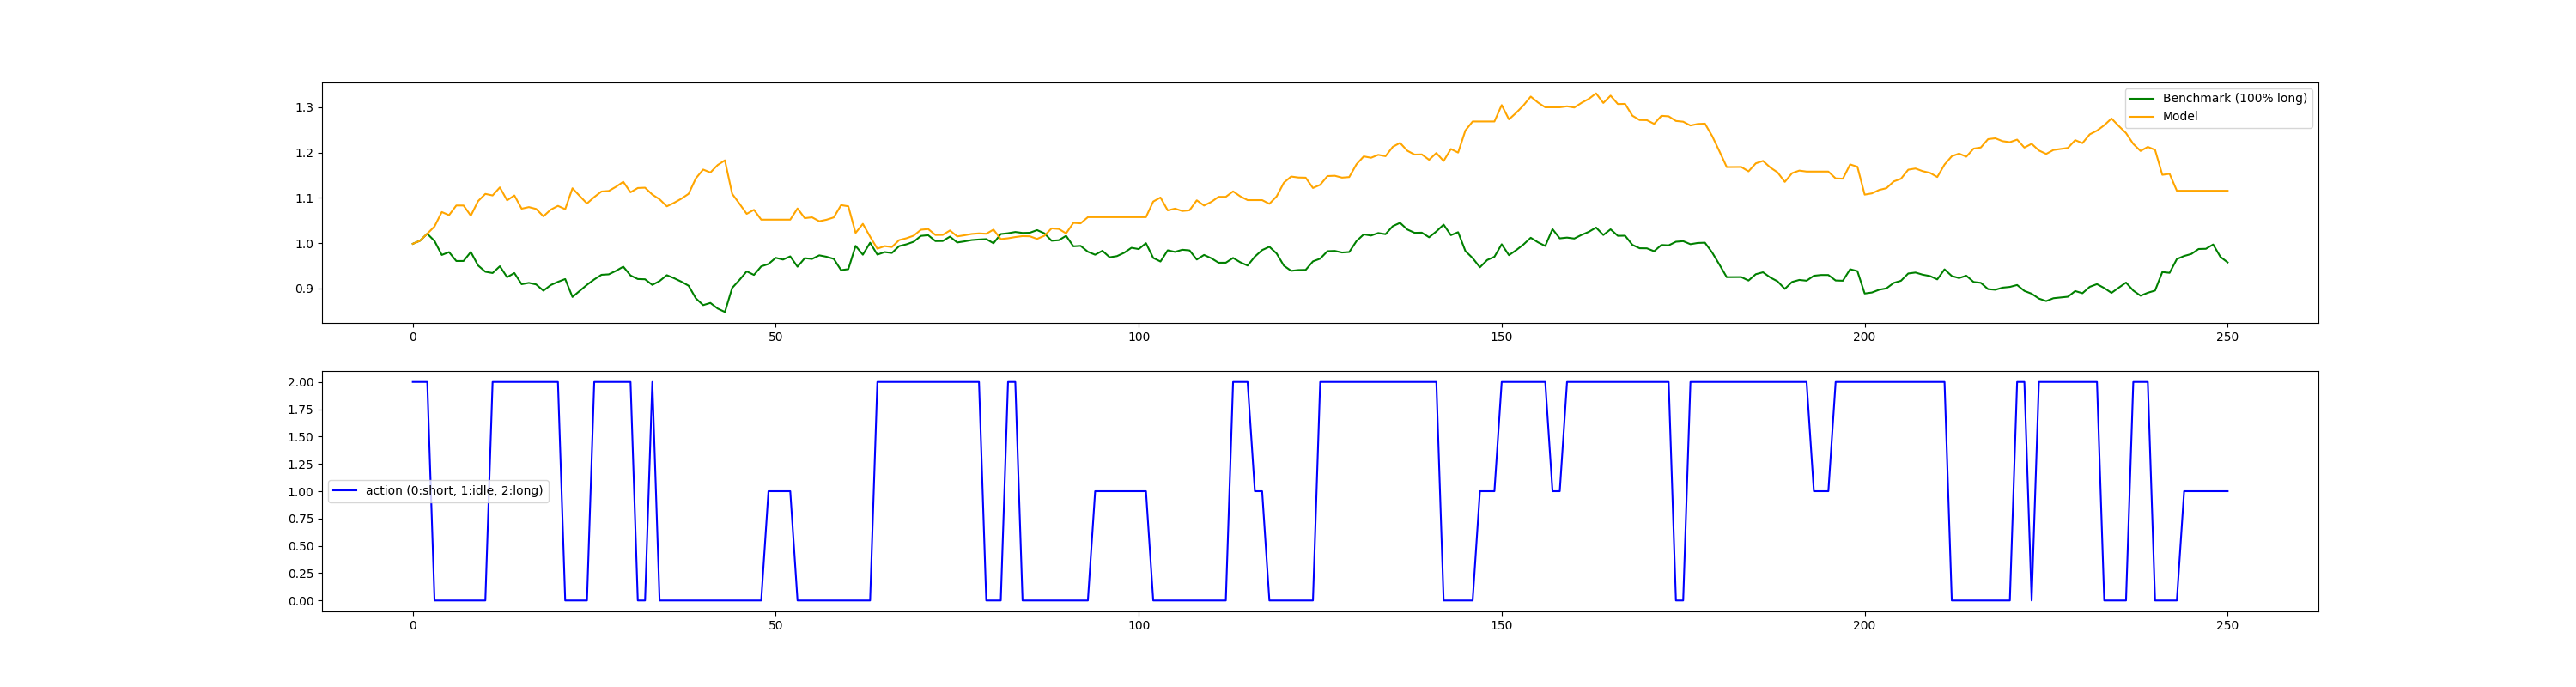 1.3
1.2
1.1
1.0
0.9
Benchmark (100% long)
Model
0 50 100 150 200 250
2.00
1.75
1.50
1.25
1.00
0.75
0.50
0.25
0.00
action (0:short, 1:idle, 2:long)
0 50 100 150 200 250